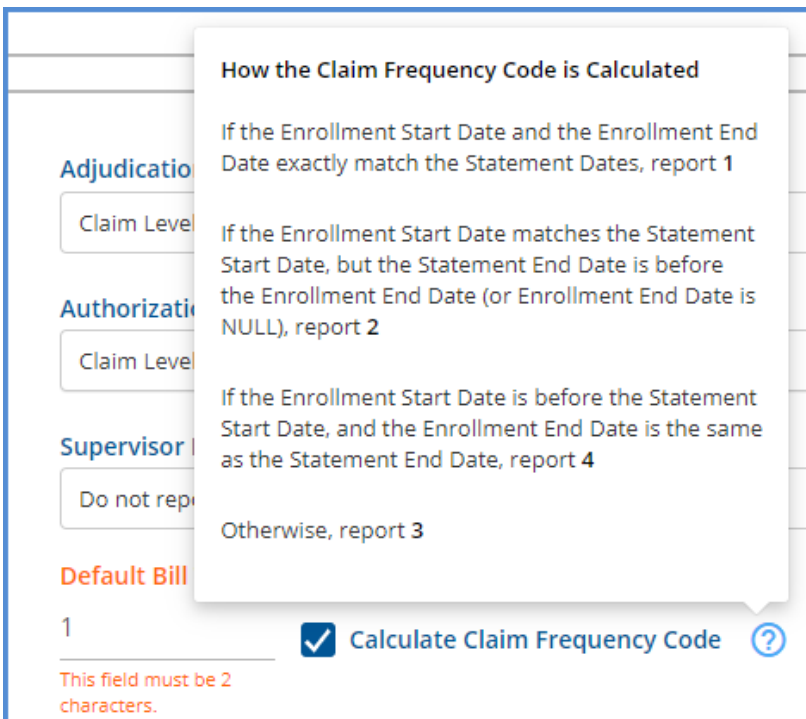 How the Claim Frequency Code is Calculated
If the Enrollment Start Date and the Enrollment End
Date exactly match the Statement Dates, report 1
If the Enrollment Start Date matches the Statement
Start Date, but the Statement End Date is before
the Enrollment End Date (or Enrollment End Date is
NULL), report 2
If the Enrollment Start Date is before the Statement
Start Date, and the Enrollment End Date is the same
as the Statement End Date, report 4
Otherwise, report 3
Adjudicatio
Claim Level
Authorizatio
Claim Level
Supervisor
Do not repo
Default Bill
1
Calculate Claim Frequency Code
?
This field must be 2
characters.